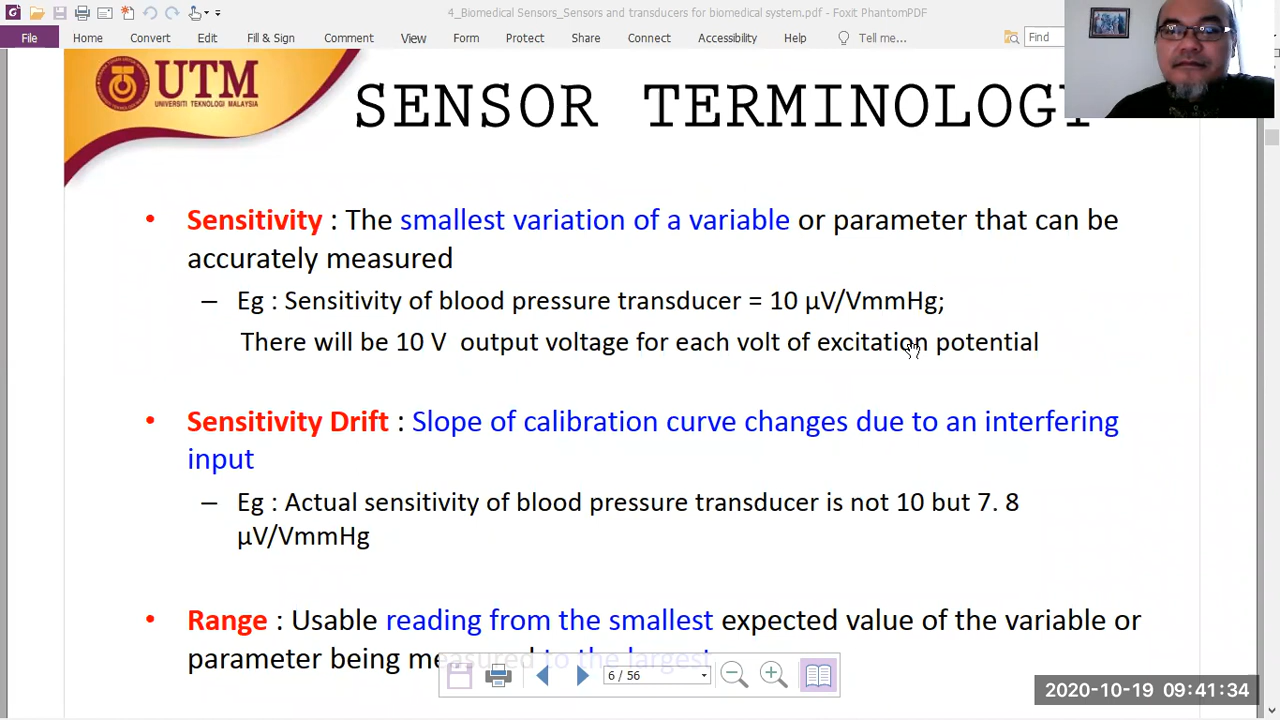 4_Biomedical Sensors_Sensors and transducers for biomedical system.pdf - Foxit PhantomPDF
File Home Convert Edit Fill & Sign Comment View Form Protect Share Connect Accessibility Help Tell me... Find
UTM
UNIVERSITI TEKNOLOGI MALAYSIA
SENSOR TERMINOLOGY
• Sensitivity : The smallest variation of a variable or parameter that can be
accurately measured
– Eg : Sensitivity of blood pressure transducer = 10 µV/VmmHg;
There will be 10 V output voltage for each volt of excitation potential
• Sensitivity Drift : Slope of calibration curve changes due to an interfering
input
– Eg : Actual sensitivity of blood pressure transducer is not 10 but 7. 8
µV/VmmHg
• Range : Usable reading from the smallest expected value of the variable or
parameter being measured to the largest
6 / 56
2020-10-19 09:41:34